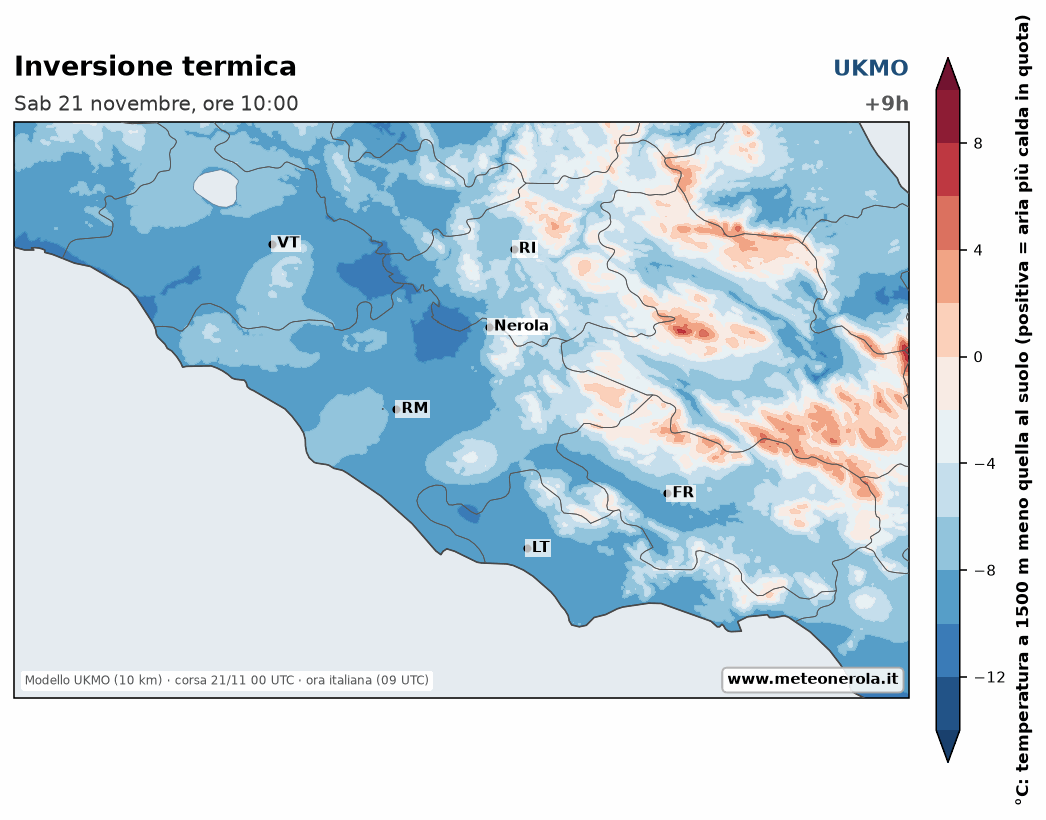 Inversione termica
UKMO
Sab 21 novembre, ore 10:00
+9h
VT
RI
Nerola
RM
FR
LT
Modello UKMO (10 km) · corsa 21/11 00 UTC · ora italiana (09 UTC)
www.meteonerola.it
8
4
0
−4
−8
−12
°C: temperatura a 1500 m meno quella al suolo (positiva = aria più calda in quota)